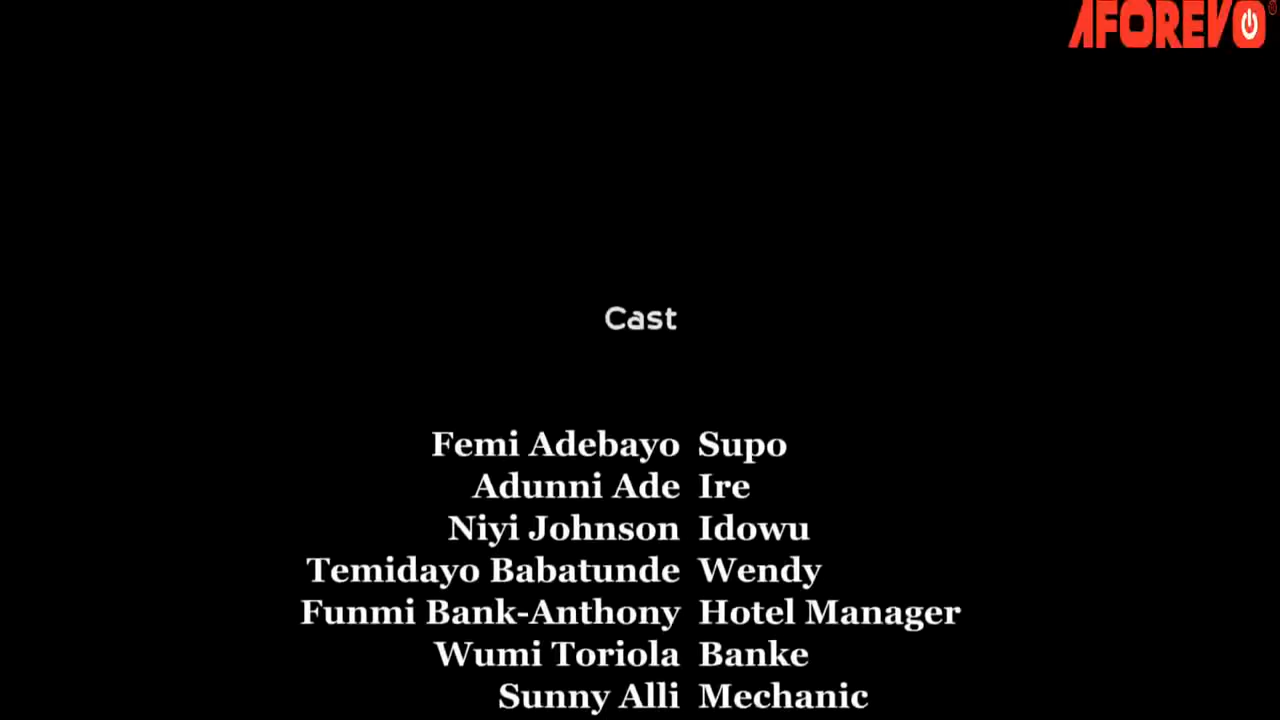 AFOREVO
Cast
Femi Adebayo Supo
Adunni Ade Ire
Niyi Johnson Idowu
Temidayo Babatunde Wendy
Funmi Bank-Anthony Hotel Manager
Wumi Toriola Banke
Sunny Alli Mechanic